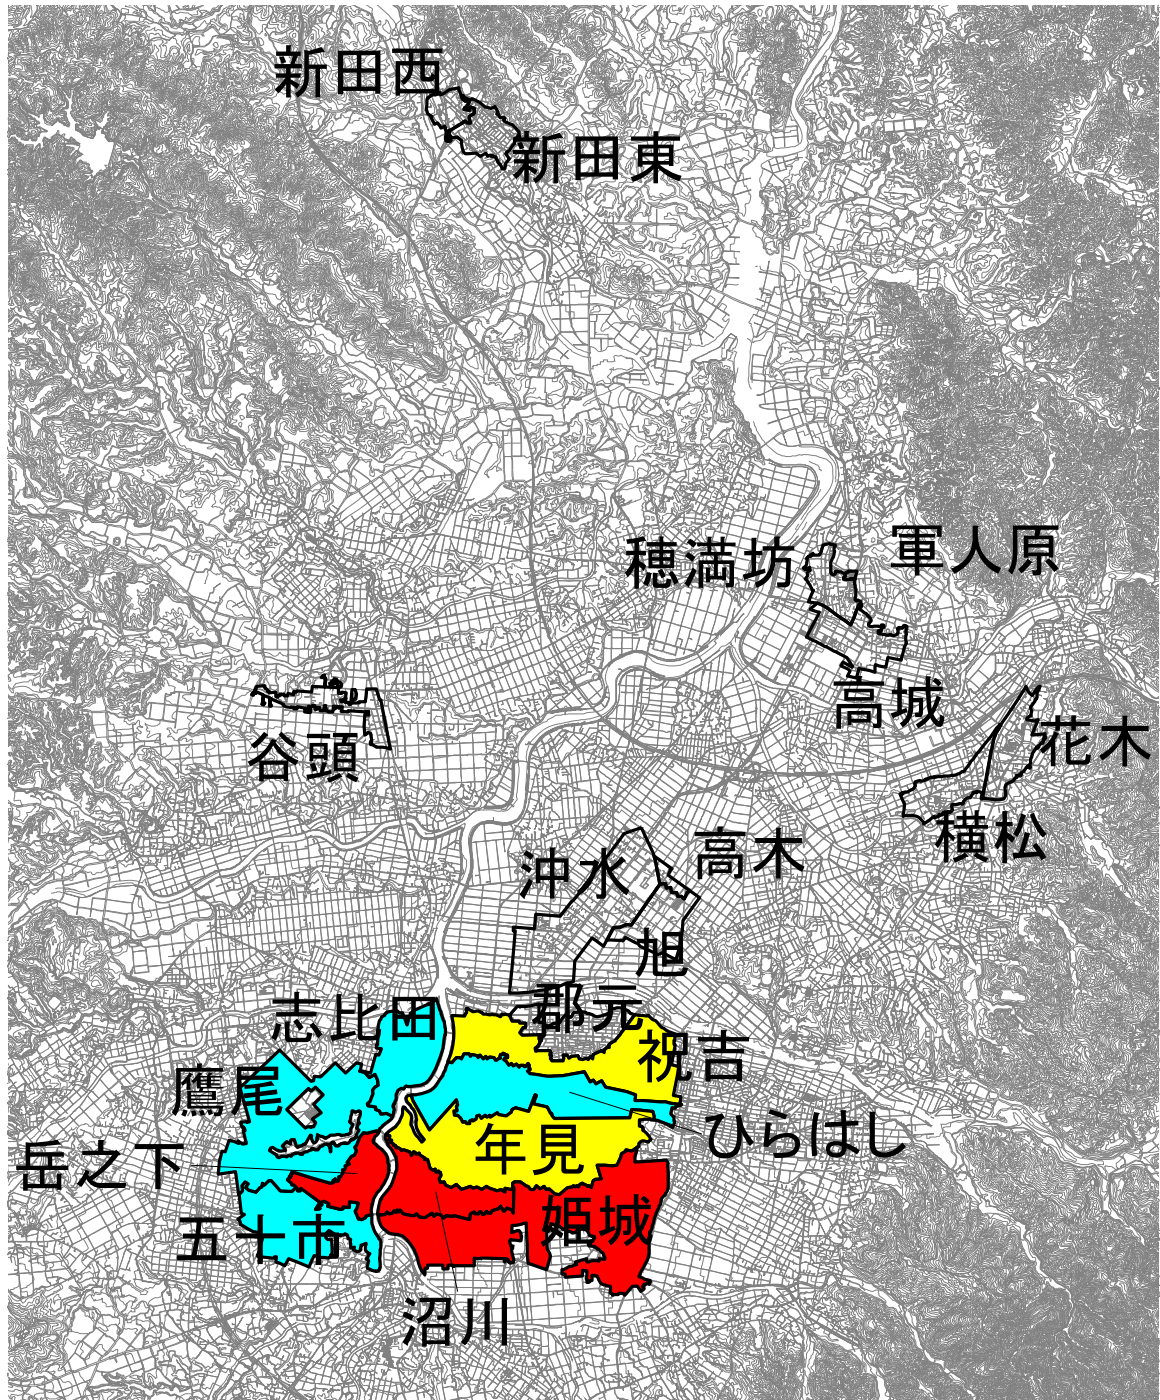 新田西
新田東
穂満坊
軍人原
高城
花木
谷頭
横松
沖水
高木
旭
郡元
志比田
祝吉
鷹尾
ひらはし
年見
岳之下
姫城
五十市
沼川